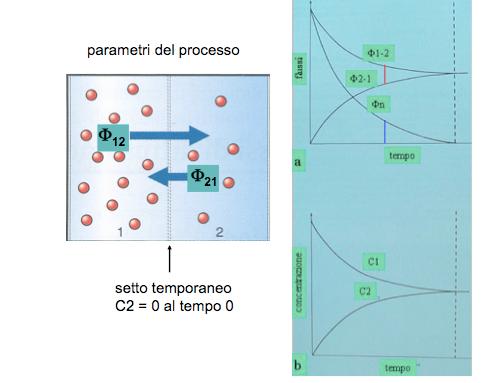 parametri del processo
Φ12
Φ21
1
2
setto temporaneo
C2 = 0 al tempo 0
flussi
Φ1-2
Φ2-1
Φn
a
tempo
concentrazione
C1
C2
b
tempo